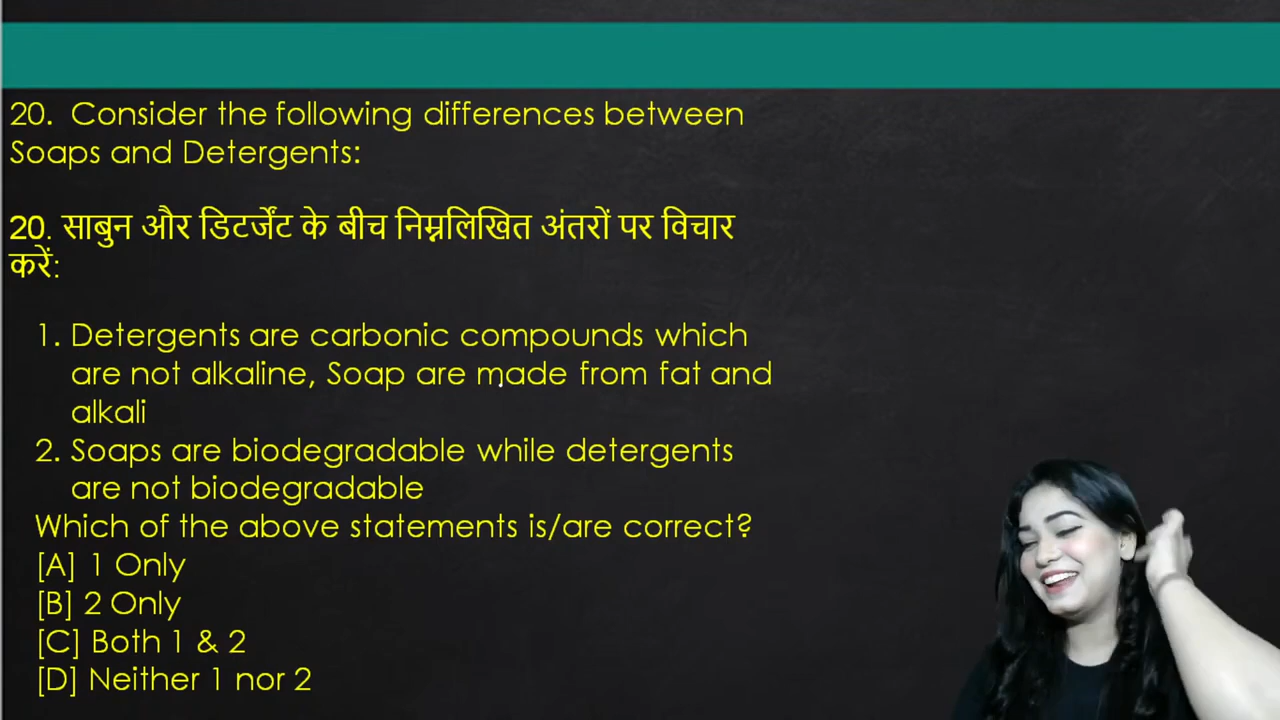 20. Consider the following differences between
Soaps and Detergents:
20. साबुन और डिटर्जेंट के बीच निम्नलिखित अंतरों पर विचार
करें:
1. Detergents are carbonic compounds which
are not alkaline, Soap are made from fat and
alkali
2. Soaps are biodegradable while detergents
are not biodegradable
Which of the above statements is/are correct?
[A] 1 Only
[B] 2 Only
[C] Both 1 & 2
[D] Neither 1 nor 2